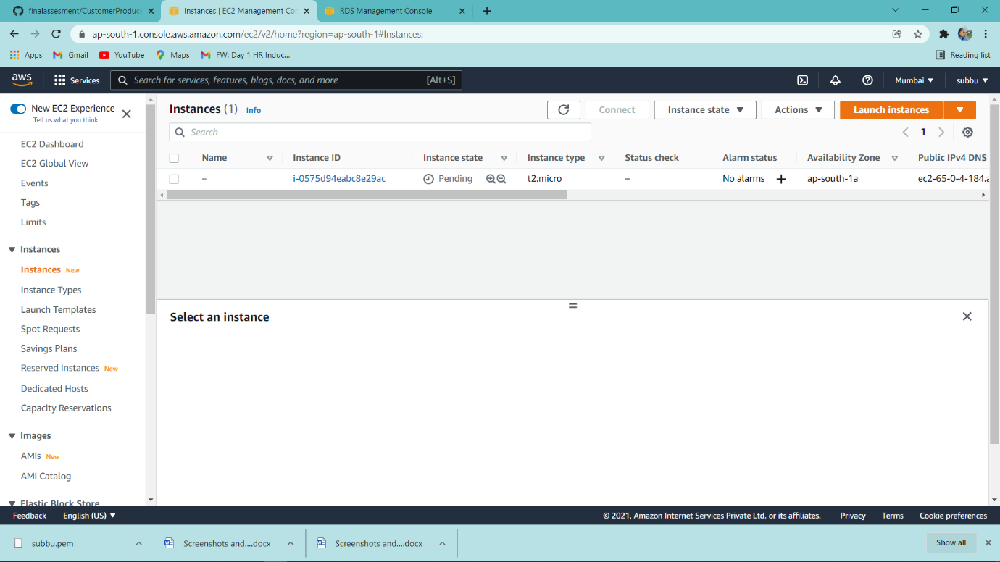 finalassesment/CustomerProduce
Instances | EC2 Management Con
RDS Management Console
ap-south-1.console.aws.amazon.com/ec2/v2/home?region=ap-south-1#Instances:
Apps Gmail YouTube Maps FW: Day 1 HR Induc... Reading list
aws Services Search for services, features, blogs, docs, and more [Alt+S] Mumbai ▼ subbu ▼
New EC2 Experience
Tell us what you think
EC2 Dashboard
EC2 Global View
Events
Tags
Limits
Instances
Instances New
Instance Types
Launch Templates
Spot Requests
Savings Plans
Reserved Instances New
Dedicated Hosts
Capacity Reservations
Images
AMIs New
AMI Catalog
Elastic Block Store
Instances (1) Info
Connect Instance state ▼ Actions ▼ Launch instances ▼
Search
1
Name Instance ID Instance state Instance type Status check Alarm status Availability Zone Public IPv4 DNS
– i-0575d94eabc8e29ac Pending t2.micro – No alarms + ap-south-1a ec2-65-0-4-184.a
Select an instance
Feedback English (US) ▼ © 2021, Amazon Internet Services Private Ltd. or its affiliates. Privacy Terms Cookie preferences
subbu.pem Screenshots and....docx Screenshots and....docx Show all